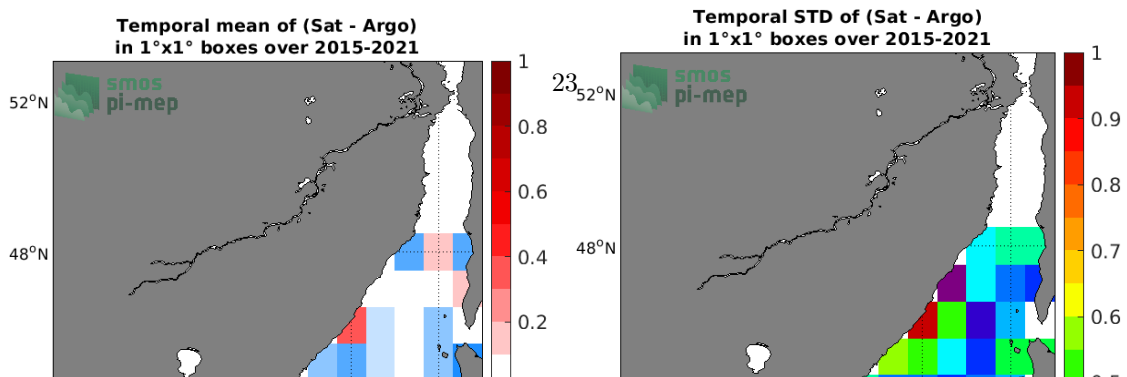 Temporal mean of (Sat - Argo)
in 1°x1° boxes over 2015-2021
smos
pi-mep
52°N
48°N
1
0.8
0.6
0.4
0.2
23
Temporal STD of (Sat - Argo)
in 1°x1° boxes over 2015-2021
smos
pi-mep
52°N
48°N
1
0.9
0.8
0.7
0.6